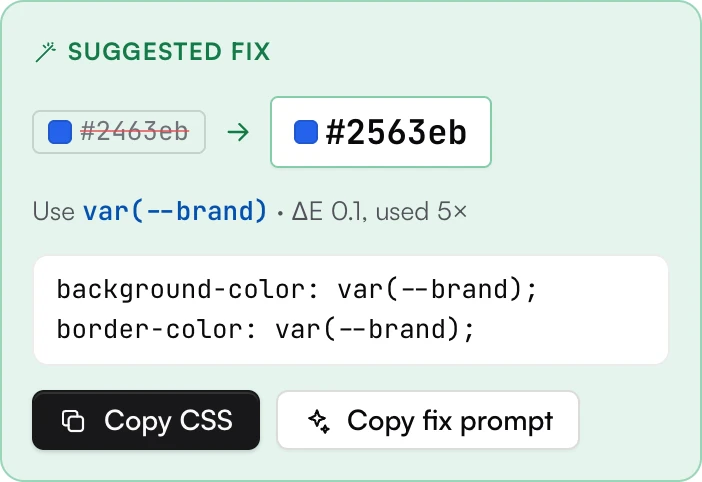 SUGGESTED FIX
#2463eb → #2563eb
Use var(--brand) · ΔE 0.1, used 5×
background-color: var(--brand);
border-color: var(--brand);
Copy CSS Copy fix prompt